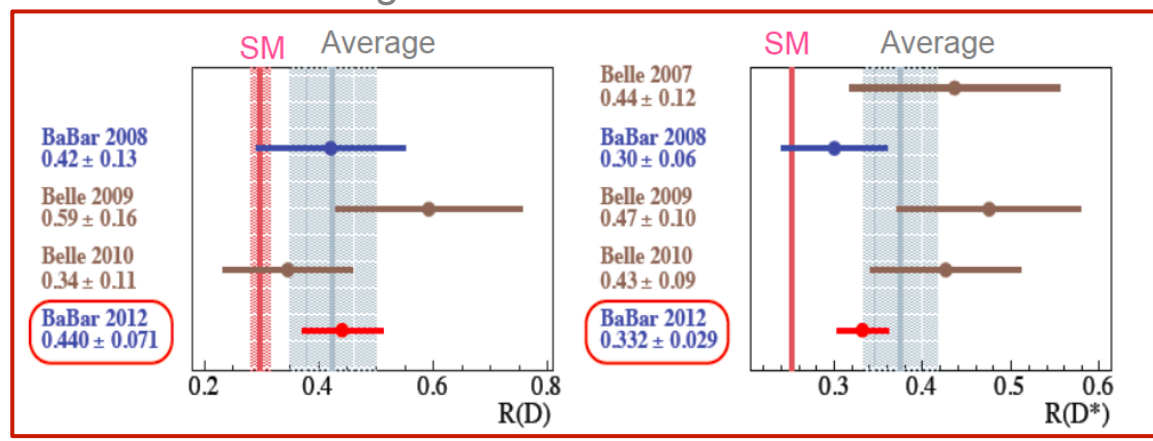 SM Average
BaBar 2008
0.42 ± 0.13
Belle 2009
0.59 ± 0.16
Belle 2010
0.34 ± 0.11
BaBar 2012
0.440 ± 0.071
0.2 0.4 0.6 0.8
R(D)
SM Average
Belle 2007
0.44 ± 0.12
BaBar 2008
0.30 ± 0.06
Belle 2009
0.47 ± 0.10
Belle 2010
0.43 ± 0.09
BaBar 2012
0.332 ± 0.029
0.3 0.4 0.5 0.6
R(D*)